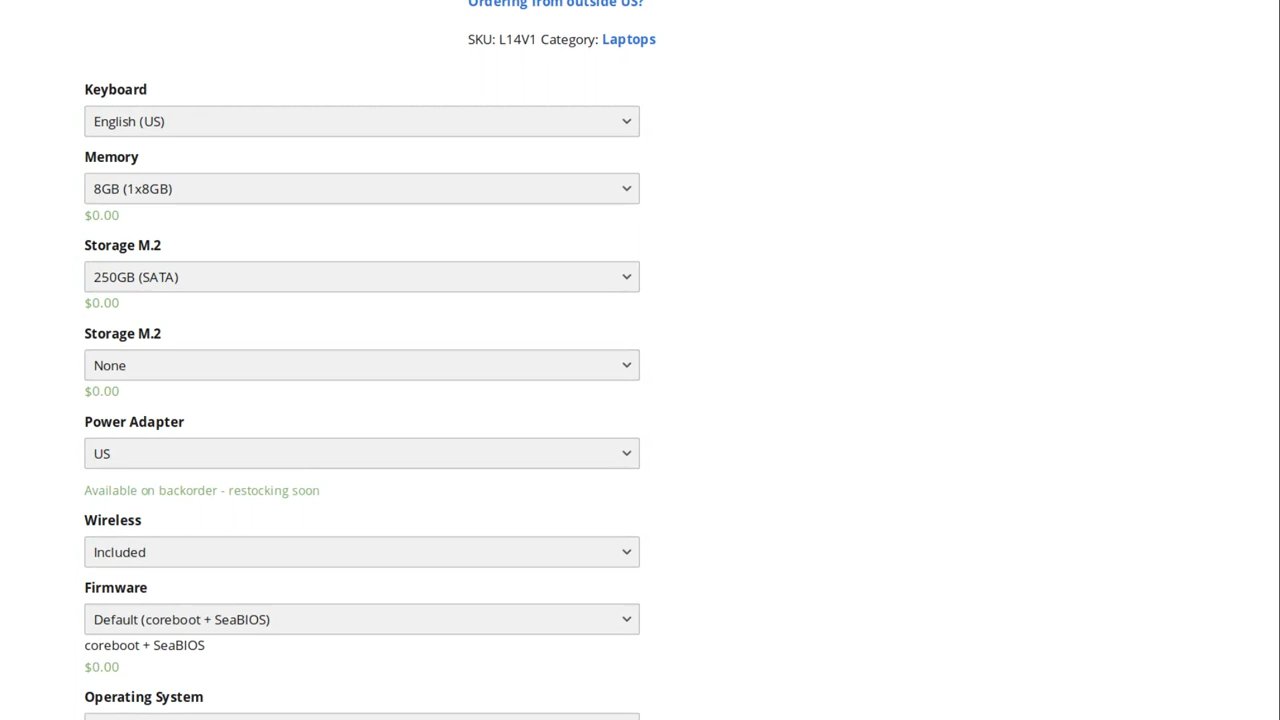 Ordering from outside US?
SKU: L14V1 Category: Laptops
Keyboard
English (US)
Memory
8GB (1x8GB)
$0.00
Storage M.2
250GB (SATA)
$0.00
Storage M.2
None
$0.00
Power Adapter
US
Available on backorder - restocking soon
Wireless
Included
Firmware
Default (coreboot + SeaBIOS)
coreboot + SeaBIOS
$0.00
Operating System